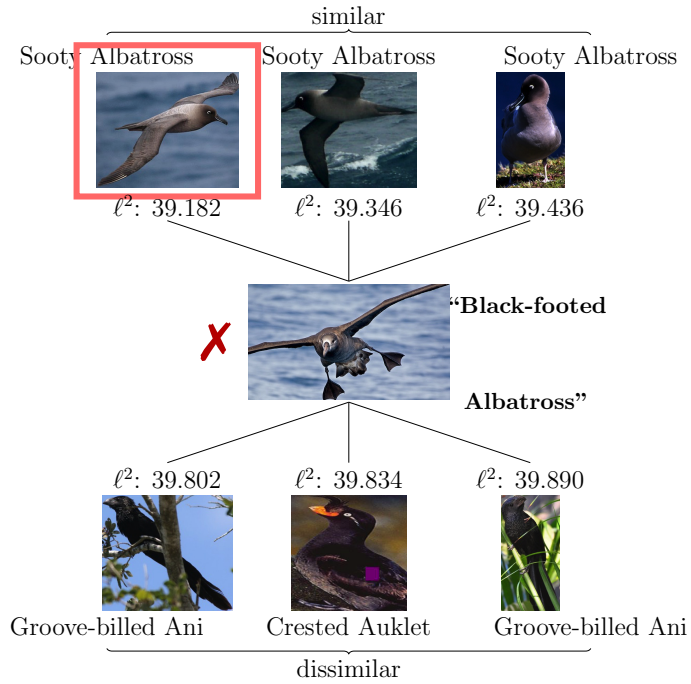 similar
Sooty Albatross Sooty Albatross Sooty Albatross
ℓ²: 39.182 ℓ²: 39.346 ℓ²: 39.436
✗
“Black-footed
Albatross”
ℓ²: 39.802 ℓ²: 39.834 ℓ²: 39.890
Groove-billed Ani Crested Auklet Groove-billed Ani
dissimilar